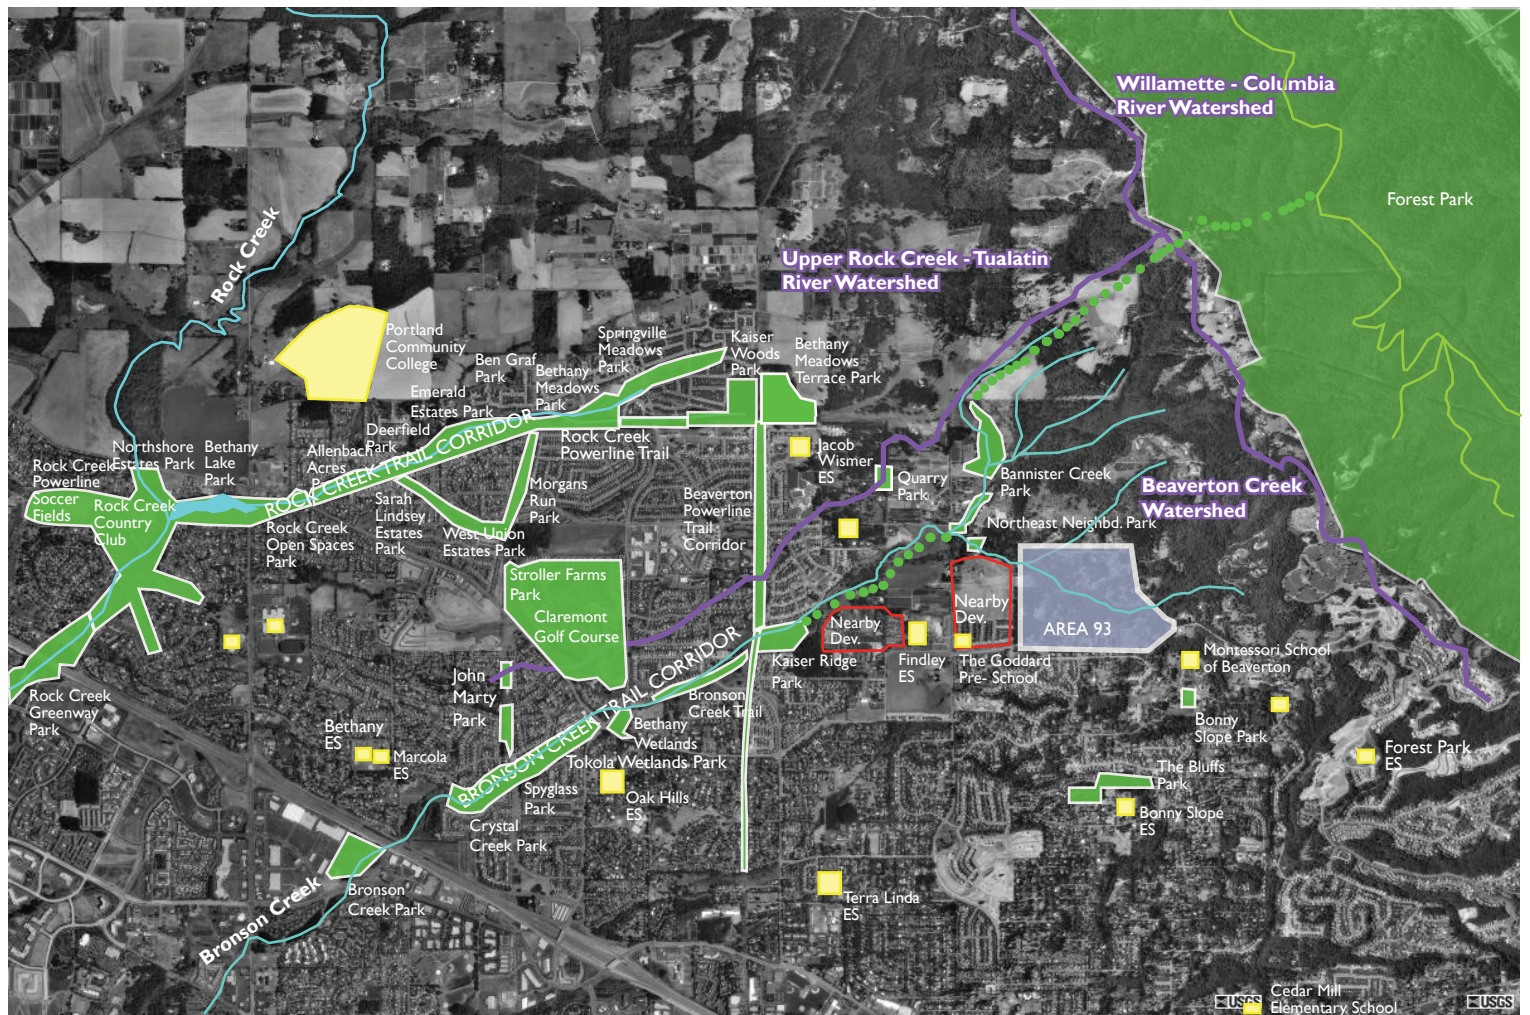 Willamette - Columbia
River Watershed
Forest Park
Rock Creek
Upper Rock Creek - Tualatin
River Watershed
Portland
Community
College
Springville
Meadows
Park
Kaiser
Woods
Park
Bethany
Meadows
Terrace Park
Ben Graf
Park
Bethany
Meadows
Park
Emerald
Estates Park
Deerfield
Park
ROCK CREEK TRAIL CORRIDOR
Rock Creek
Powerline Trail
Northshore
Estates Park
Bethany
Lake
Park
Allenbach
Acres
Rock Creek
Powerline
Soccer
Fields
Rock Creek
Country
Club
Rock Creek
Open Spaces
Park
Sarah
Lindsey
Estates
Park
Morgans
Run
Park
West Union
Estates Park
Beaverton
Powerline
Trail
Corridor
Jacob
Wismer
ES
Quarry
Park
Bannister Creek
Park
Beaverton Creek
Watershed
Northeast Neighbd. Park
Stroller Farms
Park
Claremont
Golf Course
Nearby
Dev.
Nearby
Dev.
AREA 93
Kaiser Ridge
Park
Findley
ES
The Goddard
Pre- School
Montessori School
of Beaverton
John
Marty
Park
Rock Creek
Greenway
Park
BRONSON CREEK TRAIL CORRIDOR
Bronson
Creek Trail
Bethany
Wetlands
Tokola Wetlands Park
Bethany
ES
Marcola
ES
Spyglass
Park
Oak Hills
ES
Crystal
Creek Park
Bonny
Slope Park
Forest Park
ES
The Bluffs
Park
Bonny Slope
ES
Bronson Creek
Bronson
Creek Park
Terra Linda
ES
Cedar Mill
Elementary School
USGS
USGS